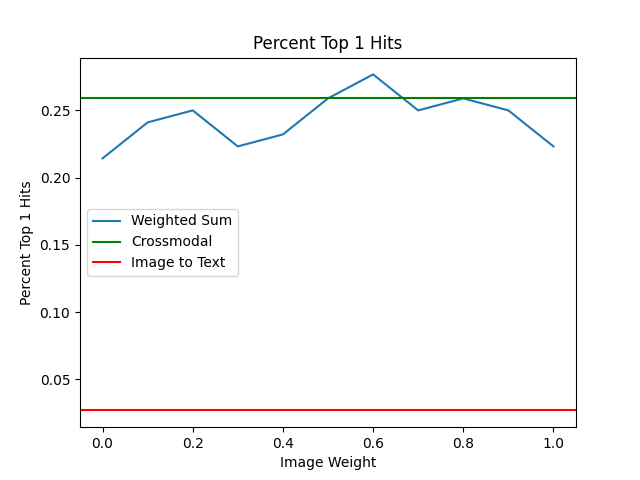 Percent Top 1 Hits
Percent Top 1 Hits
0.25
0.20
0.15
0.10
0.05
Weighted Sum
Crossmodal
Image to Text
0.0 0.2 0.4 0.6 0.8 1.0
Image Weight